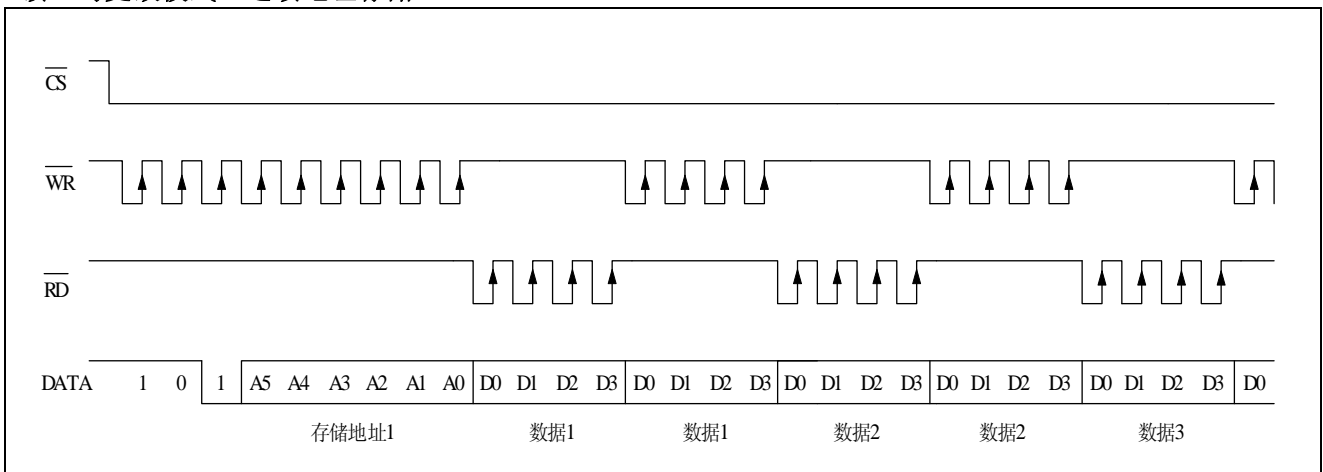 CS
WR
RD
DATA 1 0 1 A5 A4 A3 A2 A1 A0 D0 D1 D2 D3 D0 D1 D2 D3 D0 D1 D2 D3 D0 D1 D2 D3 D0 D1 D2 D3 D0
存储地址1 数据1 数据1 数据2 数据2 数据3